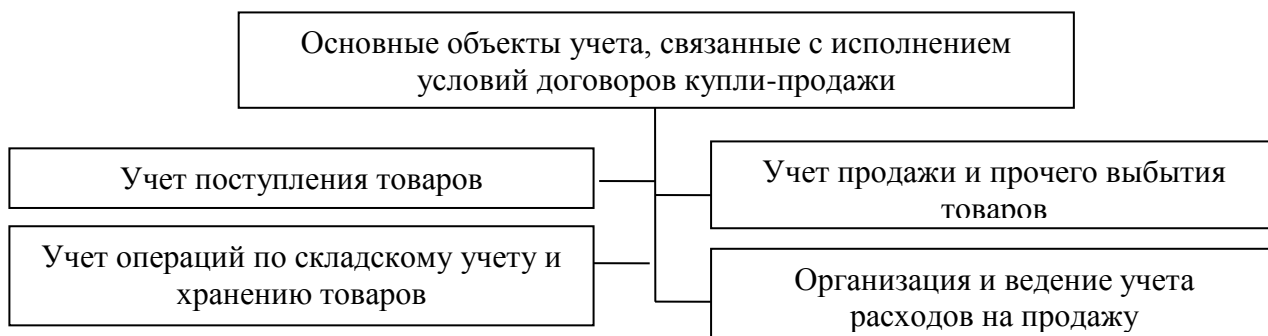 Основные объекты учета, связанные с исполнением
условий договоров купли-продажи
Учет поступления товаров
Учет продажи и прочего выбытия
товаров
Учет операций по складскому учету и
хранению товаров
Организация и ведение учета
расходов на продажу